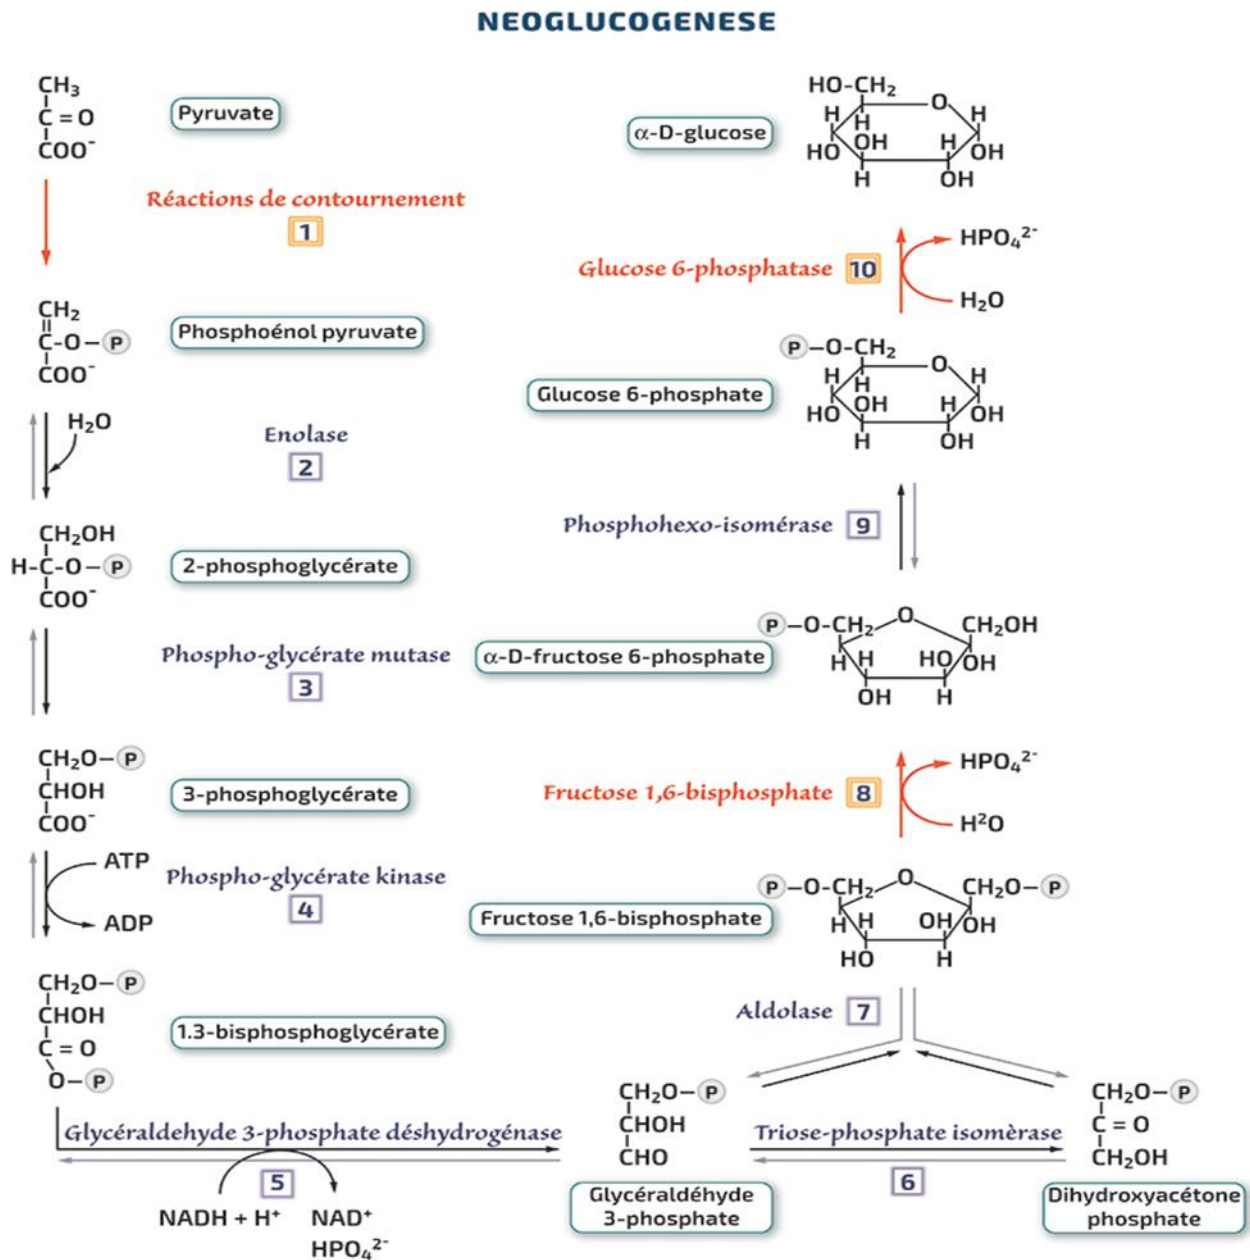 NEOGLUCOGENESE
CH₃
C = O
COO⁻
Pyruvate
Réactions de contournement
1
CH₂
C-O-P
COO⁻
Phosphoénol pyruvate
H₂O
Enolase
2
CH₂OH
H-C-O-P
COO⁻
2-phosphoglycérate
Phospho-glycérate mutase
3
CH₂O-P
CHOH
COO⁻
3-phosphoglycérate
ATP
ADP
Phospho-glycérate kinase
4
CH₂O-P
CHOH
C = O
O-P
1.3-bisphosphoglycérate
Glycéraldehyde 3-phosphate déshydrogénase
5
NADH + H⁺
NAD⁺
HPO₄²⁻
CH₂O-P
CHOH
CHO
Glycéraldéhyde
3-phosphate
Triose-phosphate isomèrase
6
CH₂O-P
C = O
CH₂OH
Dihydroxyacétone
phosphate
Aldolase
7
Fructose 1,6-bisphosphate
P-O-CH₂
O
CH₂O-P
H H
OH OH
HO
H
Fructose 1,6-bisphosphate
8
HPO₄²⁻
H²O
α-D-fructose 6-phosphate
P-O-CH₂
O
CH₂OH
H H
HO OH
OH
H
Phosphohexo-isomérase
9
Glucose 6-phosphate
P-O-CH₂
O
H
H
H
OH
H
HO
OH
H
OH
Glucose 6-phosphatase
10
HPO₄²⁻
H₂O
α-D-glucose
HO-CH₂
O
H
H
H
OH
H
HO
OH
H
OH